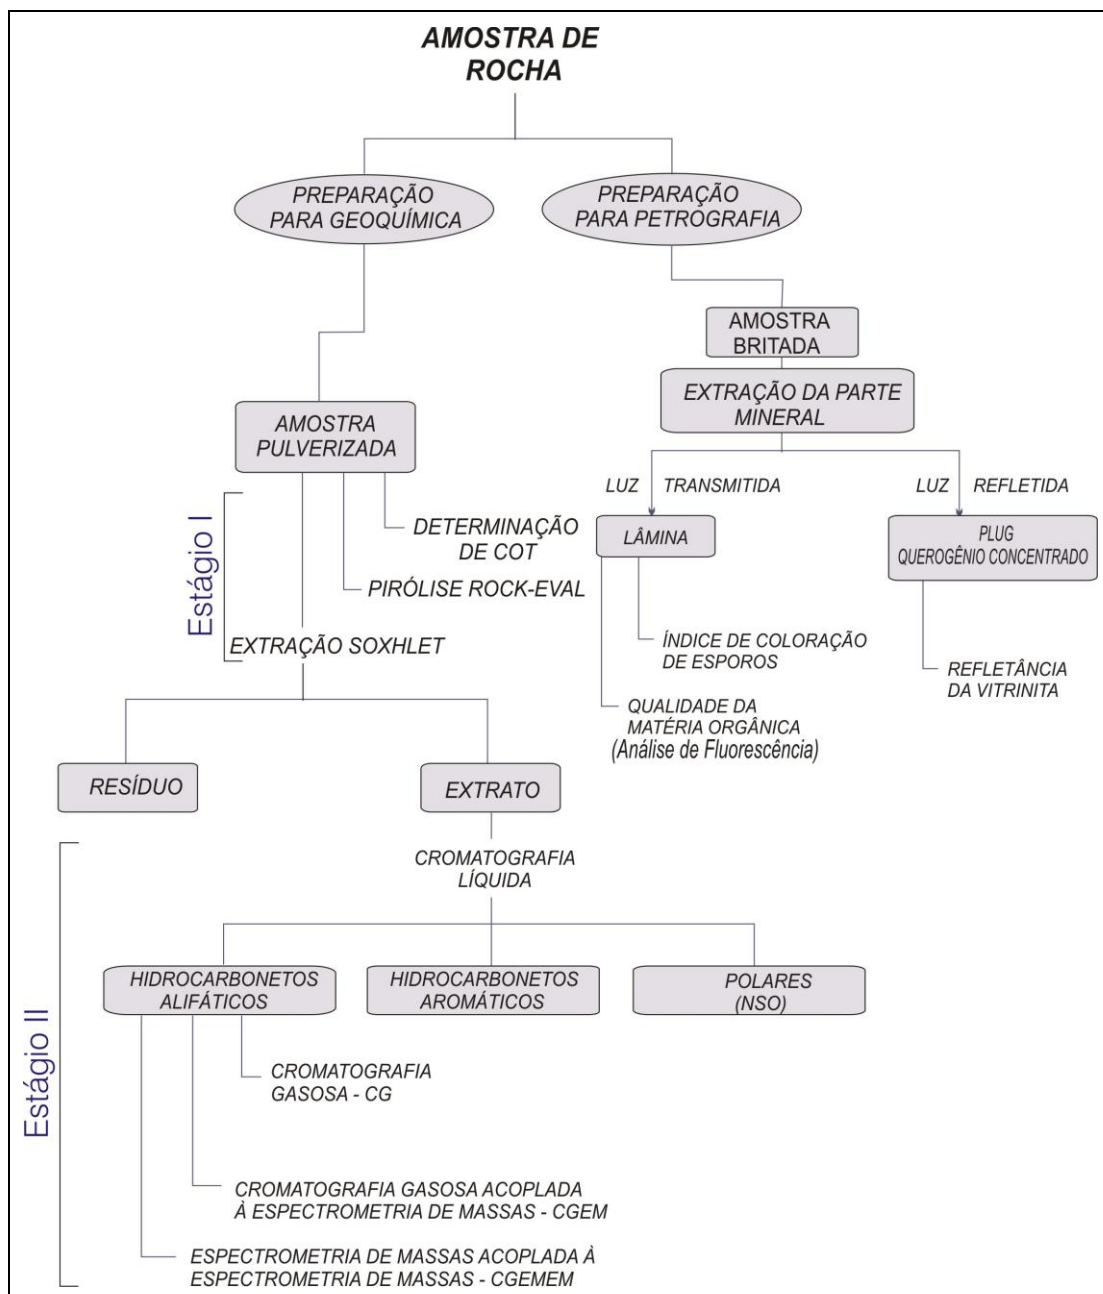 AMOSTRA DE
ROCHA
PREPARAÇÃO
PARA GEOQUÍMICA
PREPARAÇÃO
PARA PETROGRAFIA
AMOSTRA
BRITADA
EXTRAÇÃO DA PARTE
MINERAL
AMOSTRA
PULVERIZADA
LUZ TRANSMITIDA
LUZ REFLETIDA
LÂMINA
PLUG
QUEROGÊNIO CONCENTRADO
Estágio I
DETERMINAÇÃO
DE COT
PIRÓLISE ROCK-EVAL
EXTRAÇÃO SOXHLET
ÍNDICE DE COLORAÇÃO
DE ESPOROS
REFLETÂNCIA
DA VITRINITA
QUALIDADE DA
MATÉRIA ORGÂNICA
(Análise de Fluorescência)
RESÍDUO
EXTRATO
CROMATOGRAFIA
LÍQUIDA
Estágio II
HIDROCARBONETOS
ALIFÁTICOS
HIDROCARBONETOS
AROMÁTICOS
POLARES
(NSO)
CROMATOGRAFIA
GASOSA - CG
CROMATOGRAFIA GASOSA ACOPLADA
À ESPECTROMETRIA DE MASSAS - CGEM
ESPECTROMETRIA DE MASSAS ACOPLADA À
ESPECTROMETRIA DE MASSAS - CGEMEM